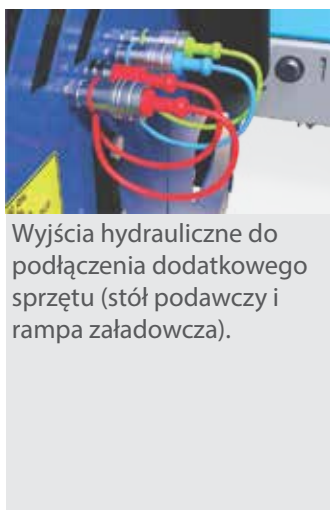 Wyjścia hydrauliczne do
podłączenia dodatkowego
sprzętu (stół podawczy i
rampa załadowcza).